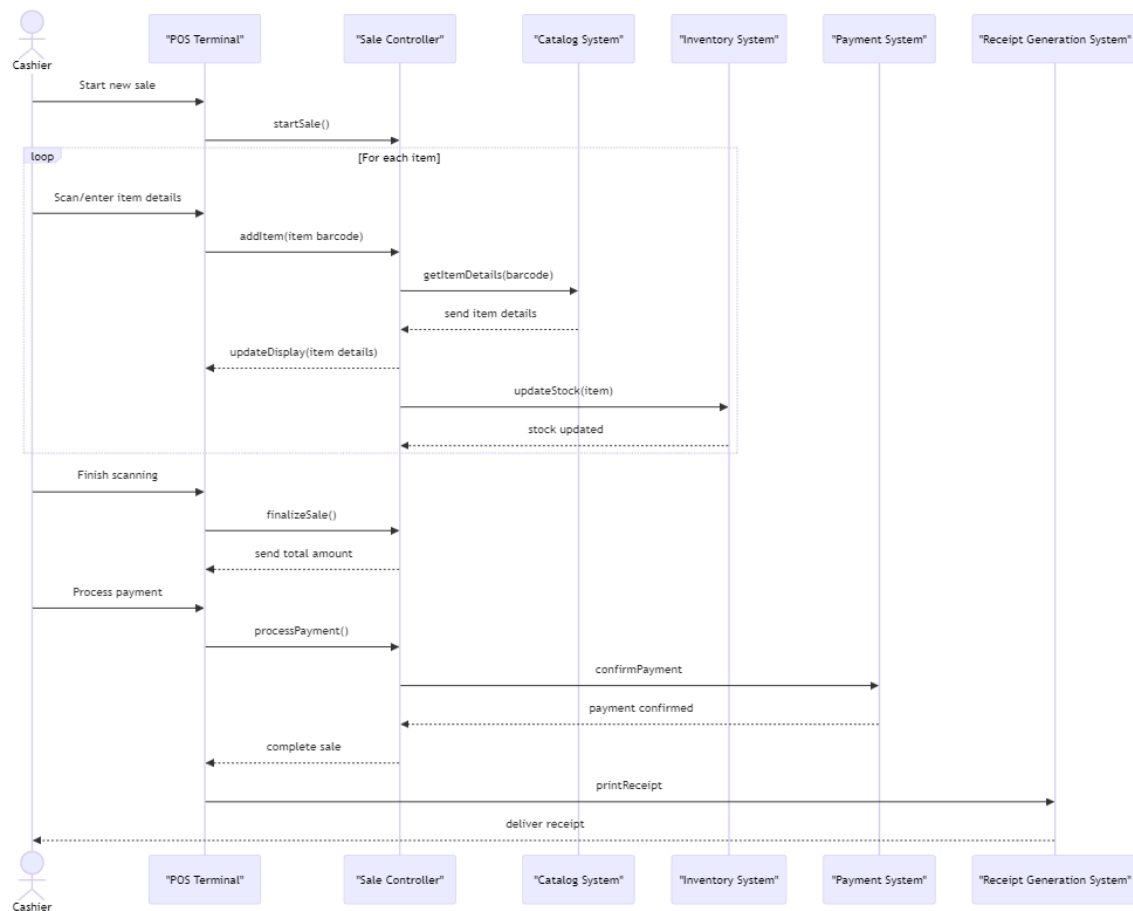 "POS Terminal"
"Sale Controller"
"Catalog System"
"Inventory System"
"Payment System"
"Receipt Generation System"
Cashier
Start new sale
startSale()
loop
[For each item]
Scan/enter item details
addItem(item barcode)
getItemDetails(barcode)
send item details
updateDisplay(item details)
updateStock(item)
stock updated
Finish scanning
finalizeSale()
send total amount
Process payment
processPayment()
confirmPayment
payment confirmed
complete sale
printReceipt
deliver receipt
"POS Terminal"
"Sale Controller"
"Catalog System"
"Inventory System"
"Payment System"
"Receipt Generation System"
Cashier